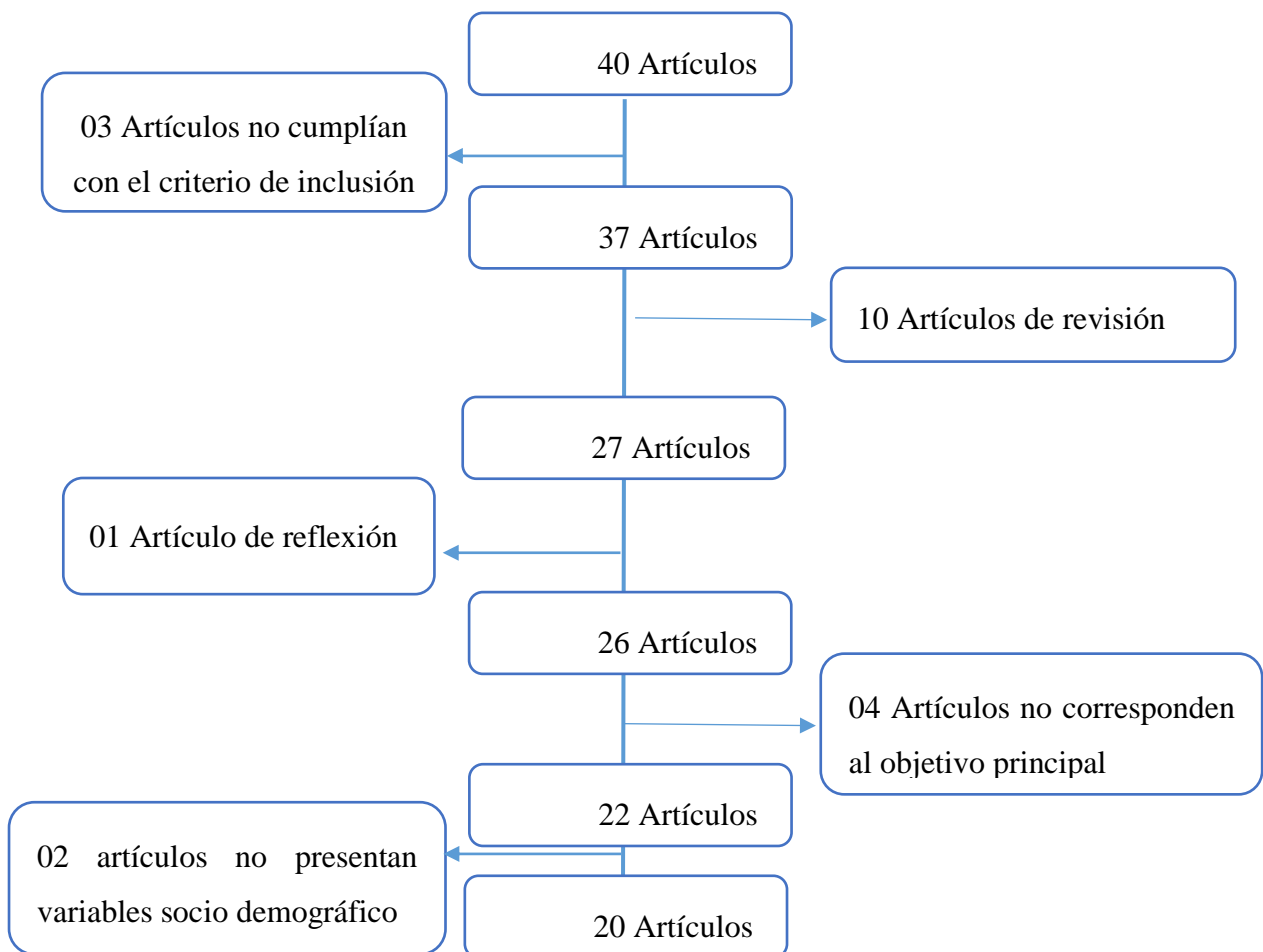 40 Artículos
03 Artículos no cumplían
con el criterio de inclusión
37 Artículos
10 Artículos de revisión
27 Artículos
01 Artículo de reflexión
26 Artículos
04 Artículos no corresponden
al objetivo principal
22 Artículos
02 artículos no presentan
variables socio demográfico
20 Artículos